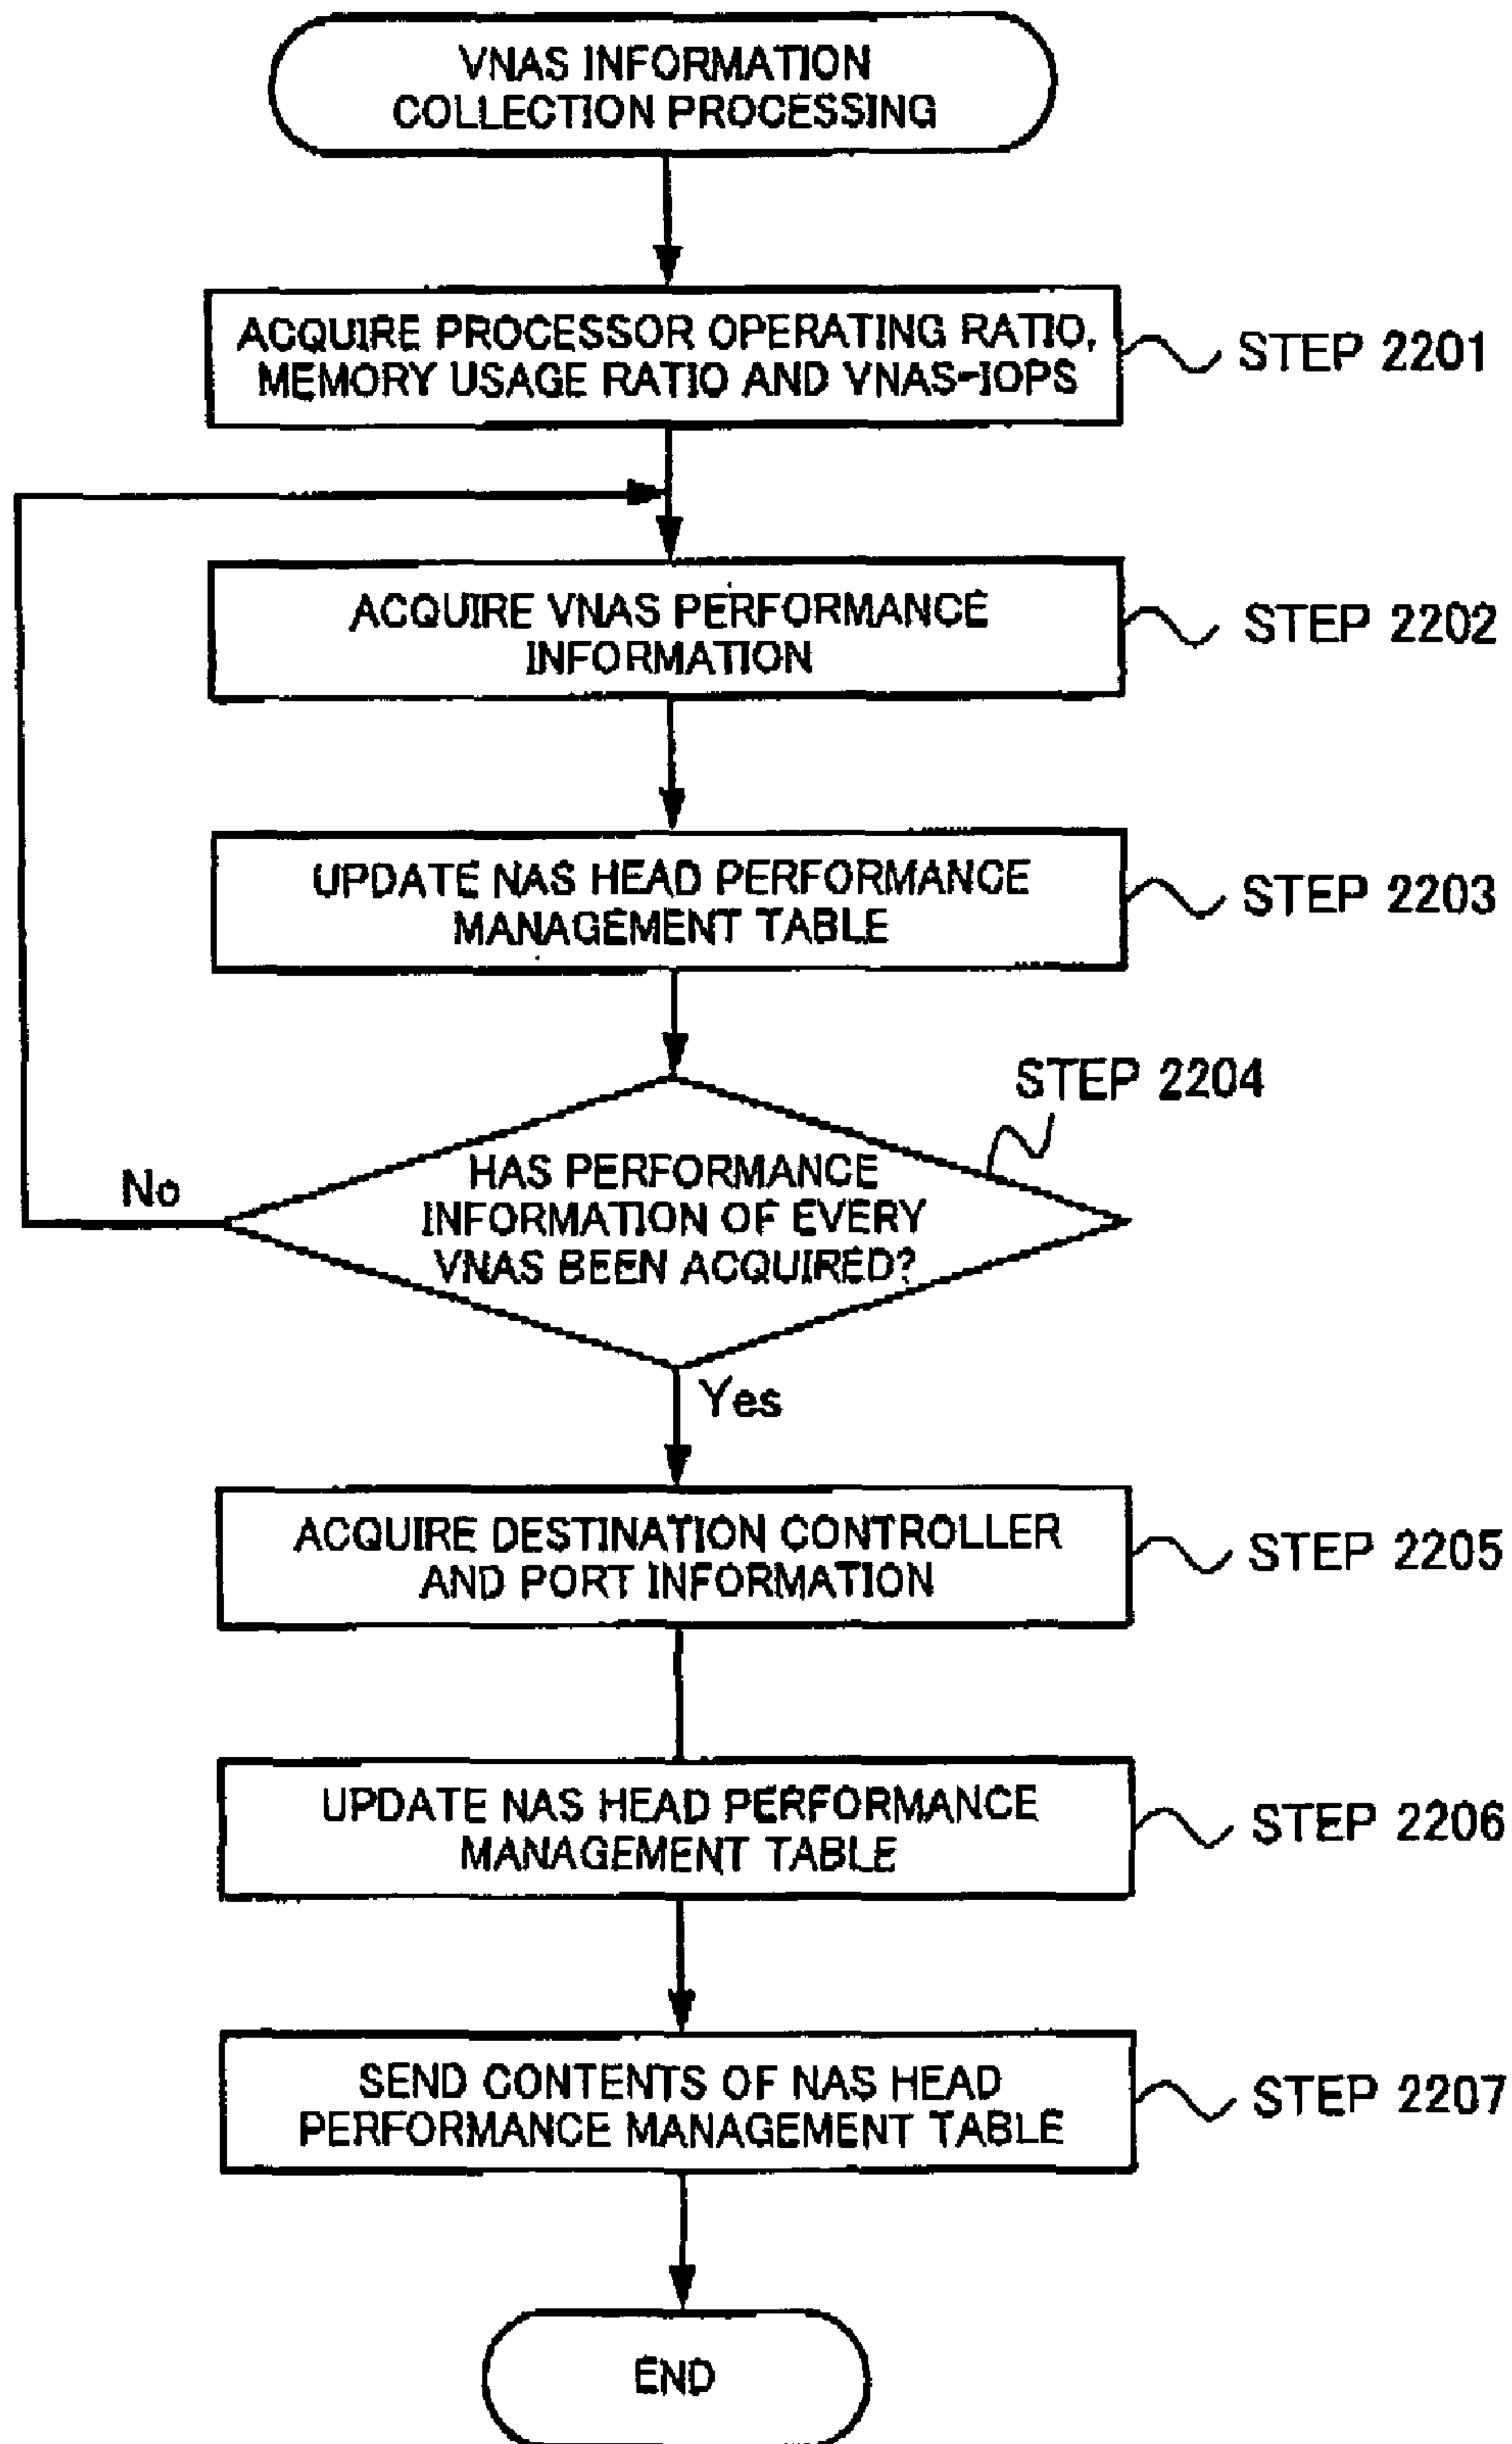 VNAS INFORMATION
COLLECTION PROCESSING
ACQUIRE PROCESSOR OPERATING RATIO,
MEMORY USAGE RATIO AND VNAS-IOPS
STEP 2201
ACQUIRE VNAS PERFORMANCE
INFORMATION
STEP 2202
UPDATE NAS HEAD PERFORMANCE
MANAGEMENT TABLE
STEP 2203
STEP 2204
HAS PERFORMANCE
INFORMATION OF EVERY
VNAS BEEN ACQUIRED?
No
Yes
ACQUIRE DESTINATION CONTROLLER
AND PORT INFORMATION
STEP 2205
UPDATE NAS HEAD PERFORMANCE
MANAGEMENT TABLE
STEP 2206
SEND CONTENTS OF NAS HEAD
PERFORMANCE MANAGEMENT TABLE
STEP 2207
END